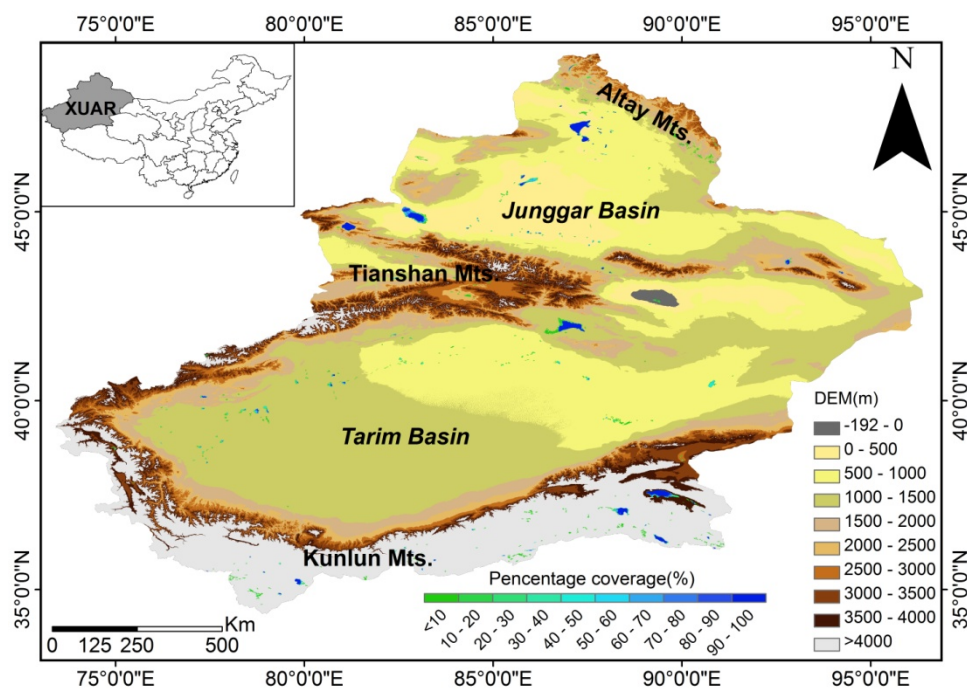 75°0'0"E 80°0'0"E 85°0'0"E 90°0'0"E 95°0'0"E
XUAR
N
Altay Mts.
45°0'0"N
Junggar Basin
45°0'0"N
Tianshan Mts.
40°0'0"N
40°0'0"N
Tarim Basin
DEM(m)
-192 - 0
0 - 500
500 - 1000
1000 - 1500
1500 - 2000
2000 - 2500
2500 - 3000
3000 - 3500
3500 - 4000
>4000
Kunlun Mts.
35°0'0"N
35°0'0"N
Pencentage coverage(%)
<10 10 - 20 20 - 30 30 - 40 40 - 50 50 - 60 60 - 70 70 - 80 80 - 90 90 - 100
Km
0 125 250 500
75°0'0"E 80°0'0"E 85°0'0"E 90°0'0"E 95°0'0"E